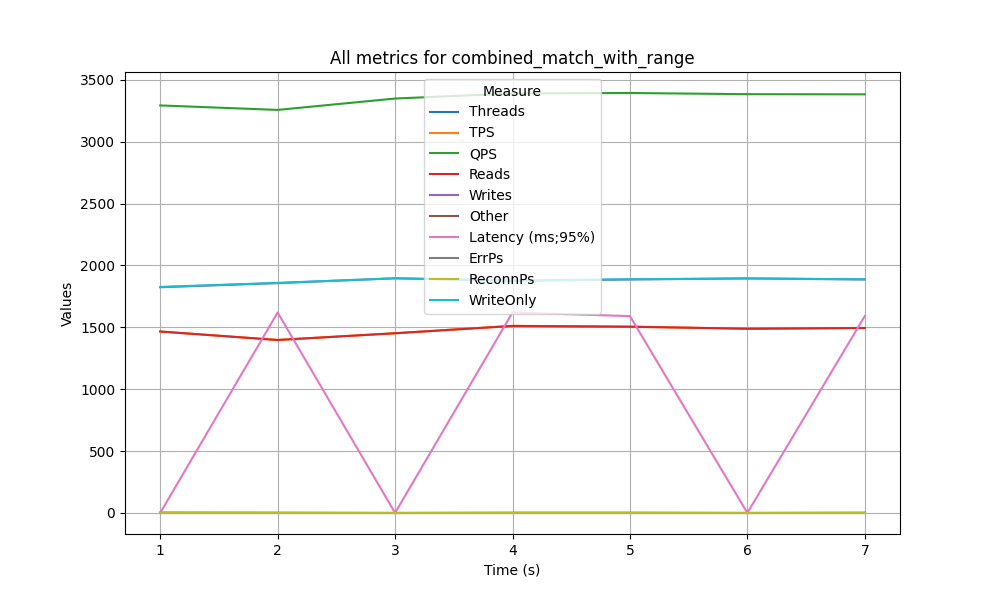 All metrics for combined_match_with_range
Values
3500
3000
2500
2000
1500
1000
500
0
Measure
Threads
TPS
QPS
Reads
Writes
Other
Latency (ms;95%)
ErrPs
ReconnPs
WriteOnly
1 2 3 4 5 6 7
Time (s)